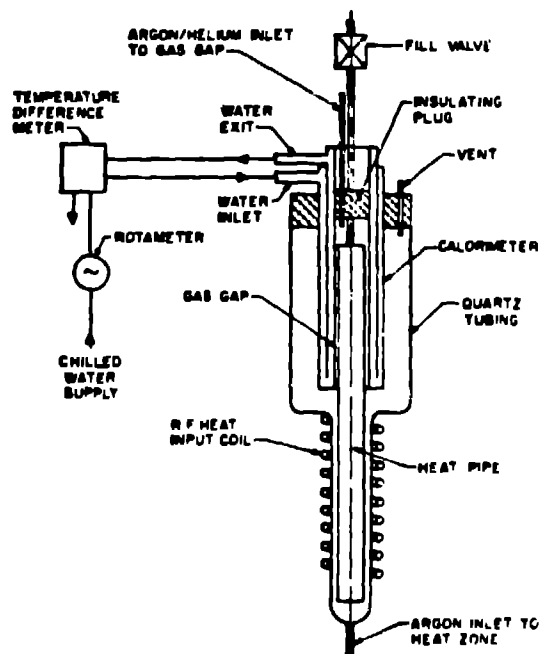 ARGON/HELIUM INLET
TO GAS GAP
FILL VALVE
TEMPERATURE
DIFFERENCE
METER
WATER
EXIT
INSULATING
PLUG
VENT
WATER
INLET
ROTAMETER
CALORIMETER
GAS GAP
QUARTZ
TUBING
CHILLED
WATER
SUPPLY
R.F. HEAT
INPUT COIL
HEAT PIPE
ARGON INLET TO
HEAT ZONE